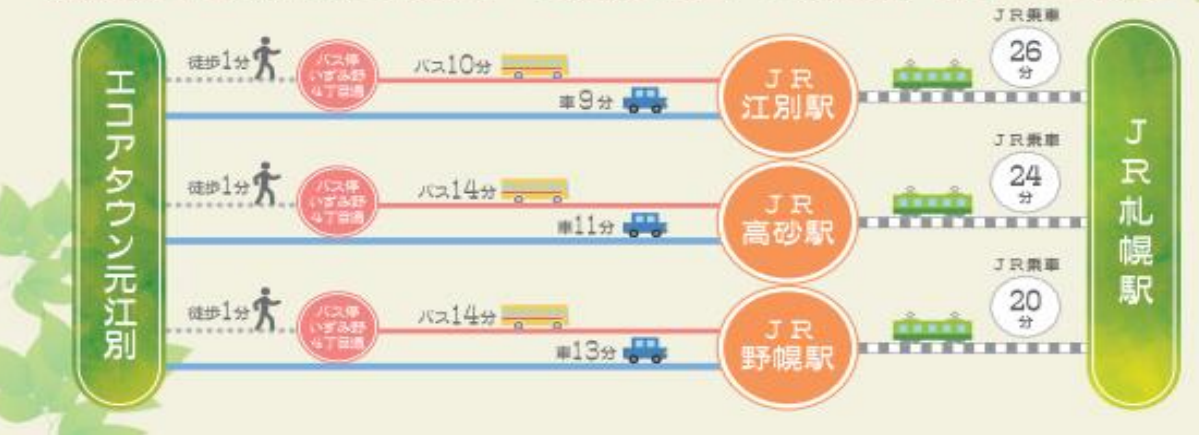 エコアタウン元江別
徒歩1分
バス停
いずみ野
4丁目通
バス10分
車9分
JR
江別駅
JR乗車
26
分
徒歩1分
バス停
いずみ野
4丁目通
バス14分
車11分
JR
高砂駅
JR乗車
24
分
徒歩1分
バス停
いずみ野
4丁目通
バス14分
車13分
JR
野幌駅
JR乗車
20
分
JR札幌駅